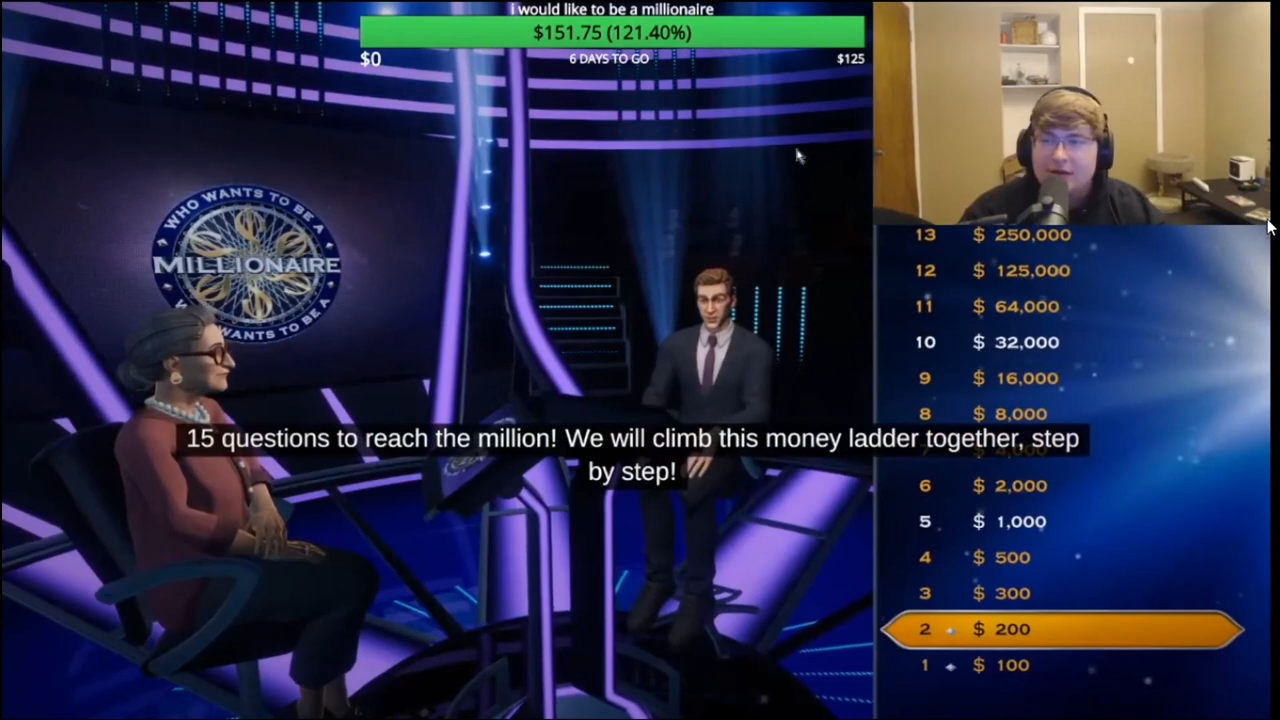 i would like to be a millionaire
$151.75 (121.40%)
$0
6 DAYS TO GO
$125
WHO WANTS TO BE A
MILLIONAIRE
WANTS TO BE A
13 $ 250,000
12 $ 125,000
11 $ 64,000
10 $ 32,000
9 $ 16,000
8 $ 8,000
15 questions to reach the million! We will climb this money ladder together, step
by step!
6 $ 2,000
5 $ 1,000
4 $ 500
3 $ 300
2 $ 200
1 $ 100